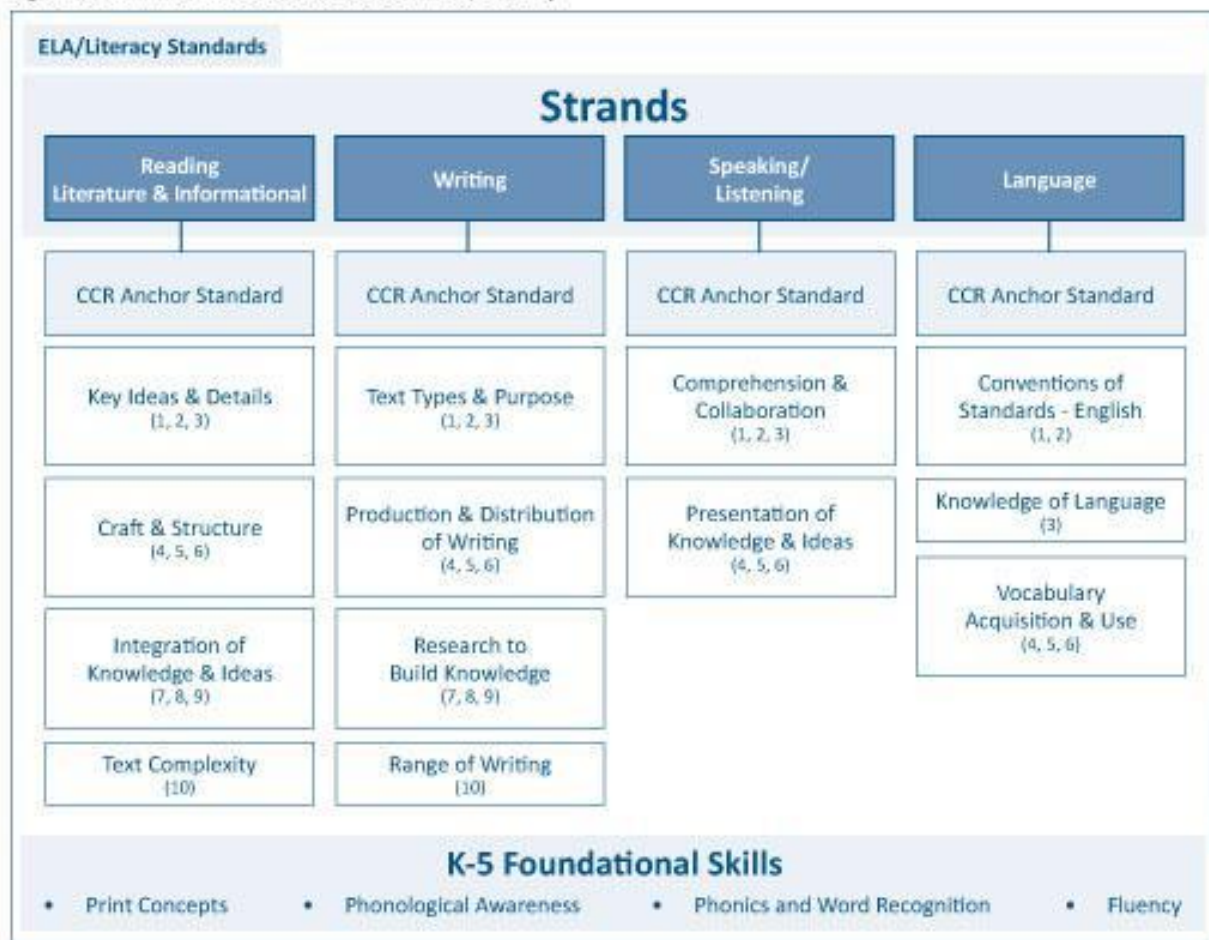 ELA/Literacy Standards
Strands
Reading
Literature & Informational
Writing
Speaking/
Listening
Language
CCR Anchor Standard
CCR Anchor Standard
CCR Anchor Standard
CCR Anchor Standard
Key Ideas & Details
(1, 2, 3)
Text Types & Purpose
(1, 2, 3)
Comprehension &
Collaboration
(1, 2, 3)
Conventions of
Standards - English
(1, 2)
Craft & Structure
(4, 5, 6)
Production & Distribution
of Writing
(4, 5, 6)
Presentation of
Knowledge & Ideas
(4, 5, 6)
Knowledge of Language
(3)
Vocabulary
Acquisition & Use
(4, 5, 6)
Integration of
Knowledge & Ideas
(7, 8, 9)
Research to
Build Knowledge
(7, 8, 9)
Text Complexity
(10)
Range of Writing
(10)
K-5 Foundational Skills
• Print Concepts • Phonological Awareness • Phonics and Word Recognition • Fluency